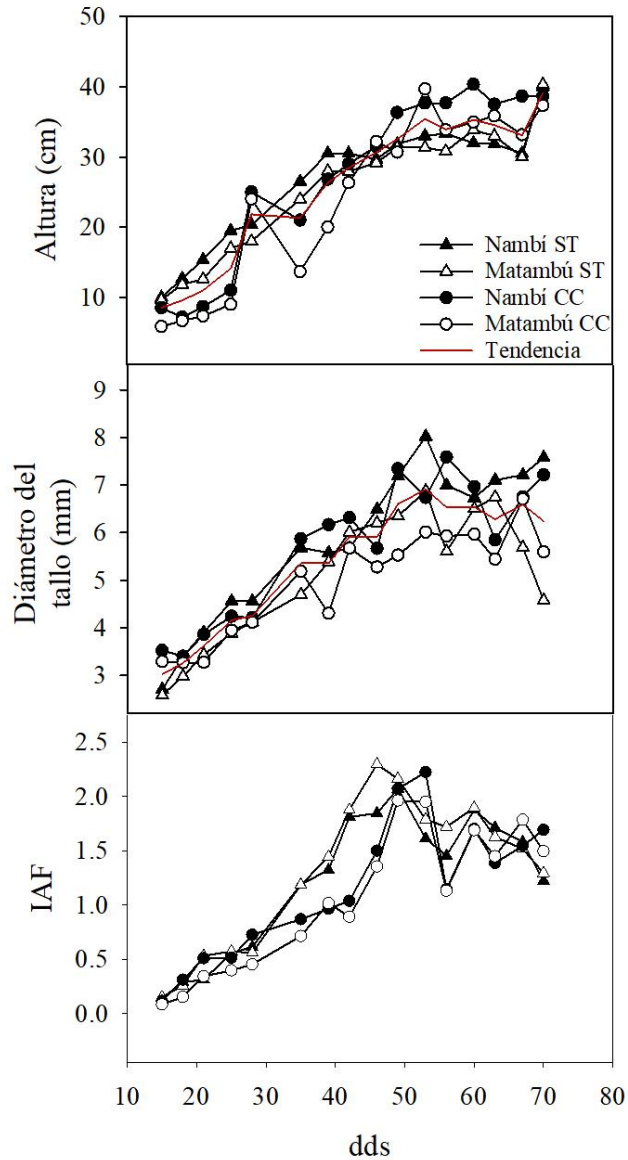 Altura (cm)
50
40
30
20
10
Nambí ST
Matambú ST
Nambí CC
Matambú CC
Tendencia
Diámetro del
tallo (mm)
9
8
7
6
5
4
3
IAF
2.5
2.0
1.5
1.0
0.5
0.0
10 20 30 40 50 60 70 80
dds